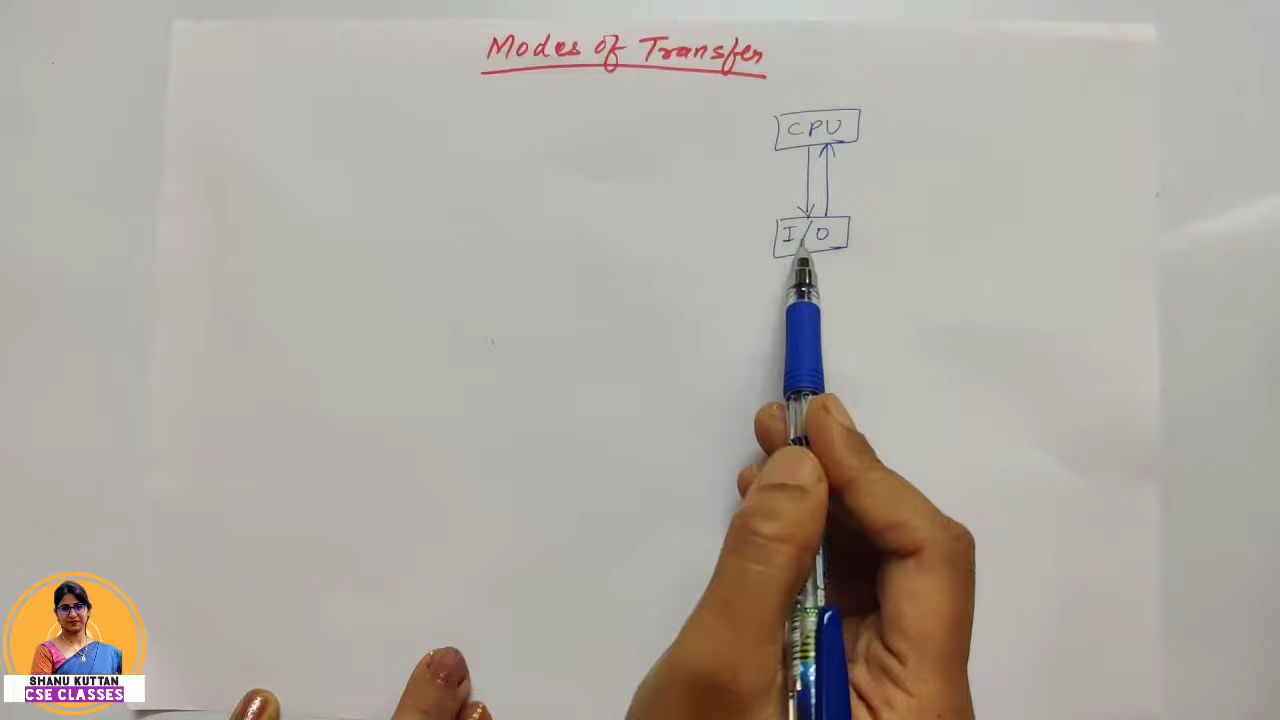 Modes of Transfer
CPU
I/O
SHANU KUTTAN
CSE CLASSES